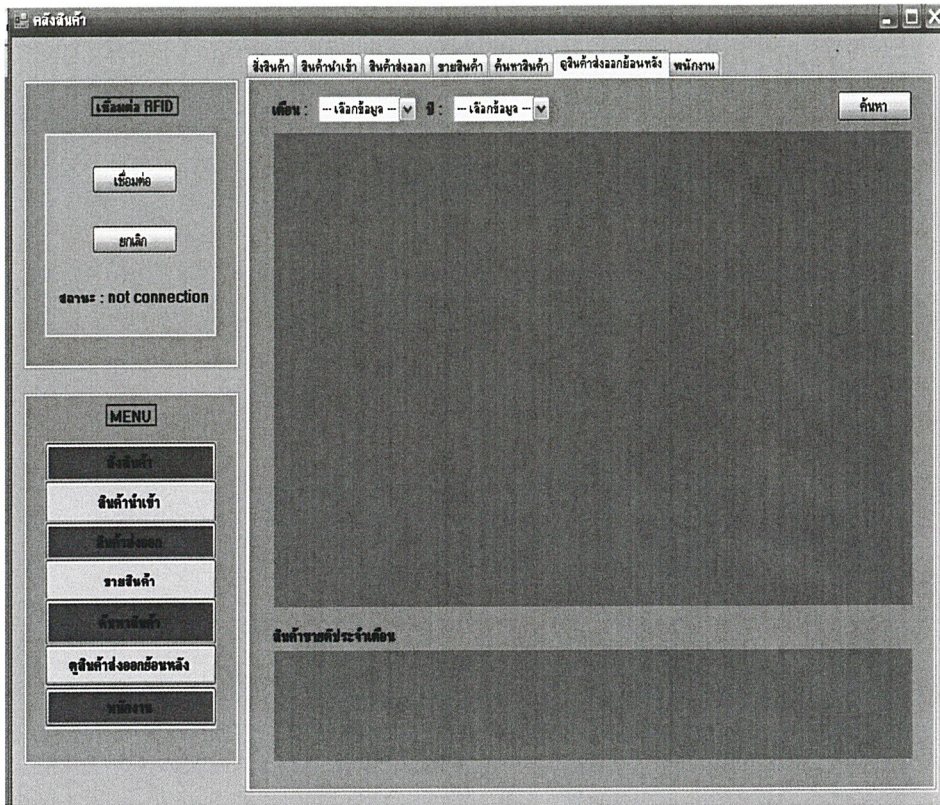 คลังสินค้า
สั่งสินค้า สินค้านำเข้า สินค้าส่งออก ขายสินค้า ค้นหาสินค้า ดูสินค้าส่งออกย้อนหลัง พนักงาน
เชื่อมต่อ RFID
เชื่อมต่อ
ยกเลิก
สถานะ : not connection
เดือน : --- เลือกข้อมูล --- ปี : --- เลือกข้อมูล --- ค้นหา
สินค้าขายดีประจำเดือน
MENU
สั่งสินค้า
สินค้านำเข้า
สินค้าส่งออก
ขายสินค้า
ค้นหาสินค้า
ดูสินค้าส่งออกย้อนหลัง
พนักงาน